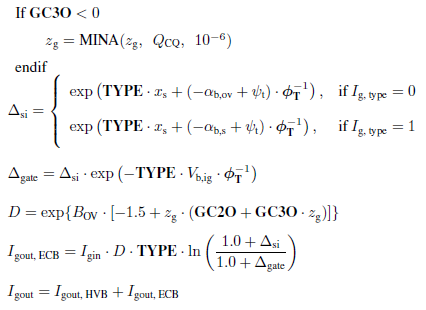 If GC3O < 0
z_g = MINA(z_g, Q_CQ, 10^−6)
endif
Δ_si = { exp (TYPE · x_s + (−α_b,ov + ψ_t) · ϕ_T^−1), if I_g, type = 0
exp (TYPE · x_s + (−α_b,s + ψ_t) · ϕ_T^−1), if I_g, type = 1
Δ_gate = Δ_si · exp (−TYPE · V_b,ig · ϕ_T^−1)
D = exp{B_OV · [−1.5 + z_g · (GC2O + GC3O · z_g)]}
I_gout, ECB = I_gin · D · TYPE · ln ( (1.0 + Δ_si) / (1.0 + Δ_gate) )
I_gout = I_gout, HVB + I_gout, ECB